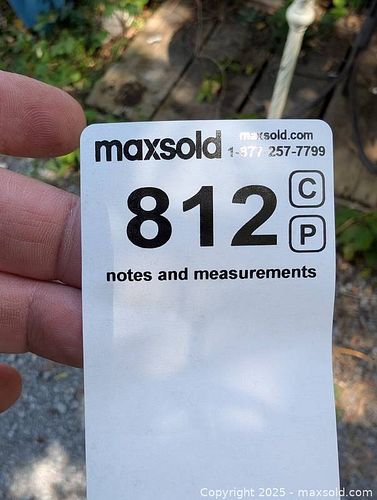 maxsold maxsold.com
1-877 257-7799
812 C
P
notes and measurements
Copyright 2025 - maxsold.com